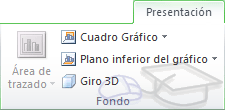 Presentación
Área de
trazado
Cuadro Gráfico
Plano inferior del gráfico
Giro 3D
Fondo